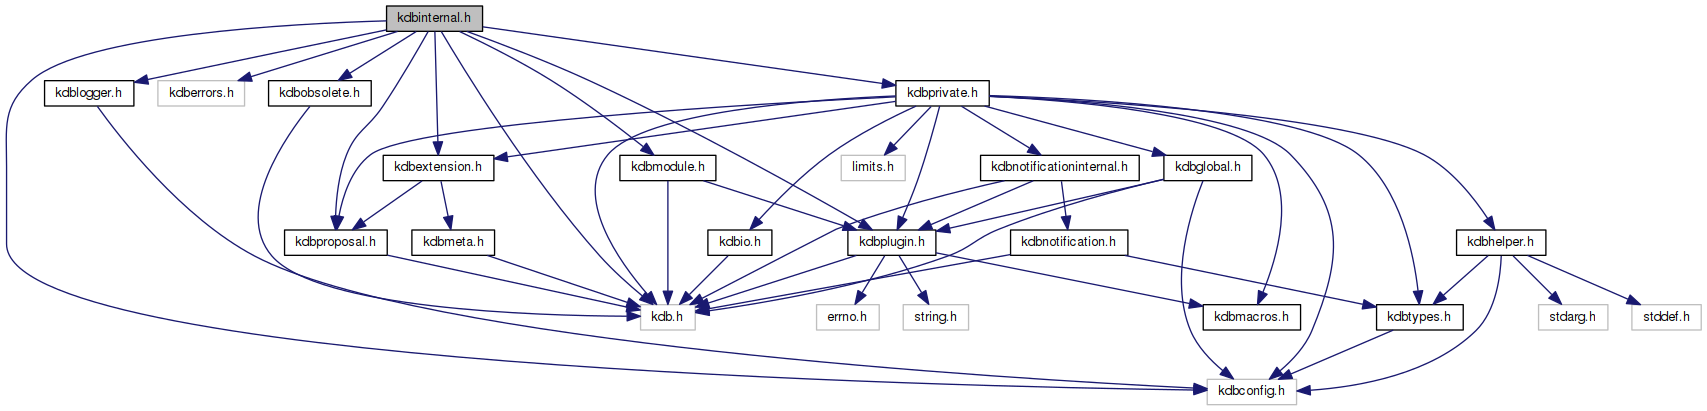 kdbinternal.h
kdblogger.h
kdberrors.h
kdbobsolete.h
kdbprivate.h
kdbextension.h
kdbmodule.h
limits.h
kdbnotificationinternal.h
kdbglobal.h
kdbproposal.h
kdbmeta.h
kdbio.h
kdbplugin.h
kdbnotification.h
kdbhelper.h
kdb.h
errno.h
string.h
kdbmacros.h
kdbtypes.h
stdarg.h
stddef.h
kdbconfig.h